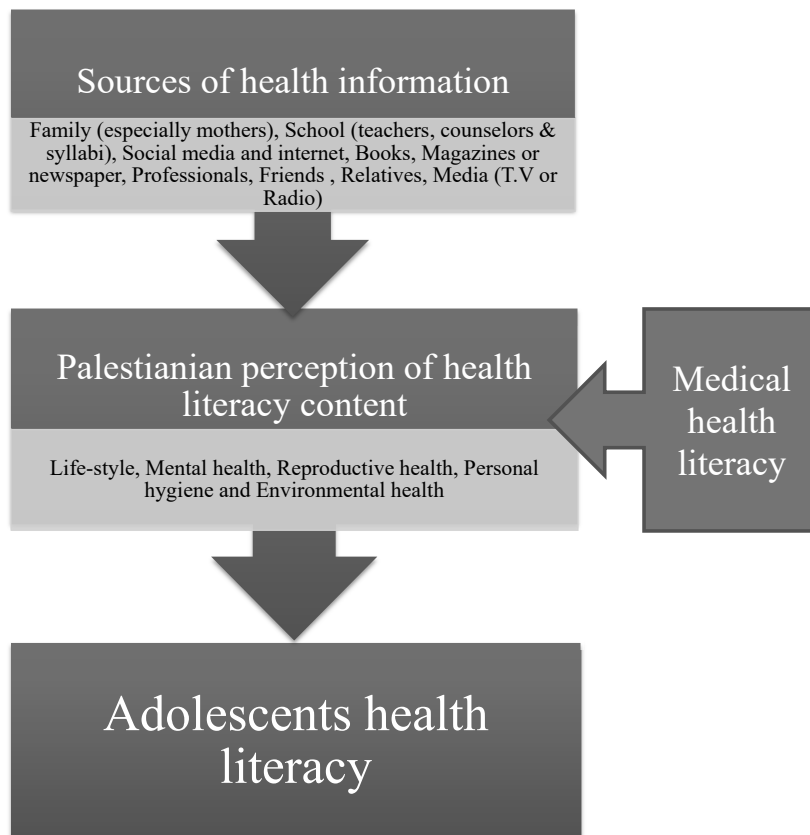 Sources of health information
Family (especially mothers), School (teachers, counselors &
syllabi), Social media and internet, Books, Magazines or
newspaper, Professionals, Friends , Relatives, Media (T.V or
Radio)
Palestianian perception of health
literacy content
Life-style, Mental health, Reproductive health, Personal
hygiene and Environmental health
Medical
health
literacy
Adolescents health
literacy